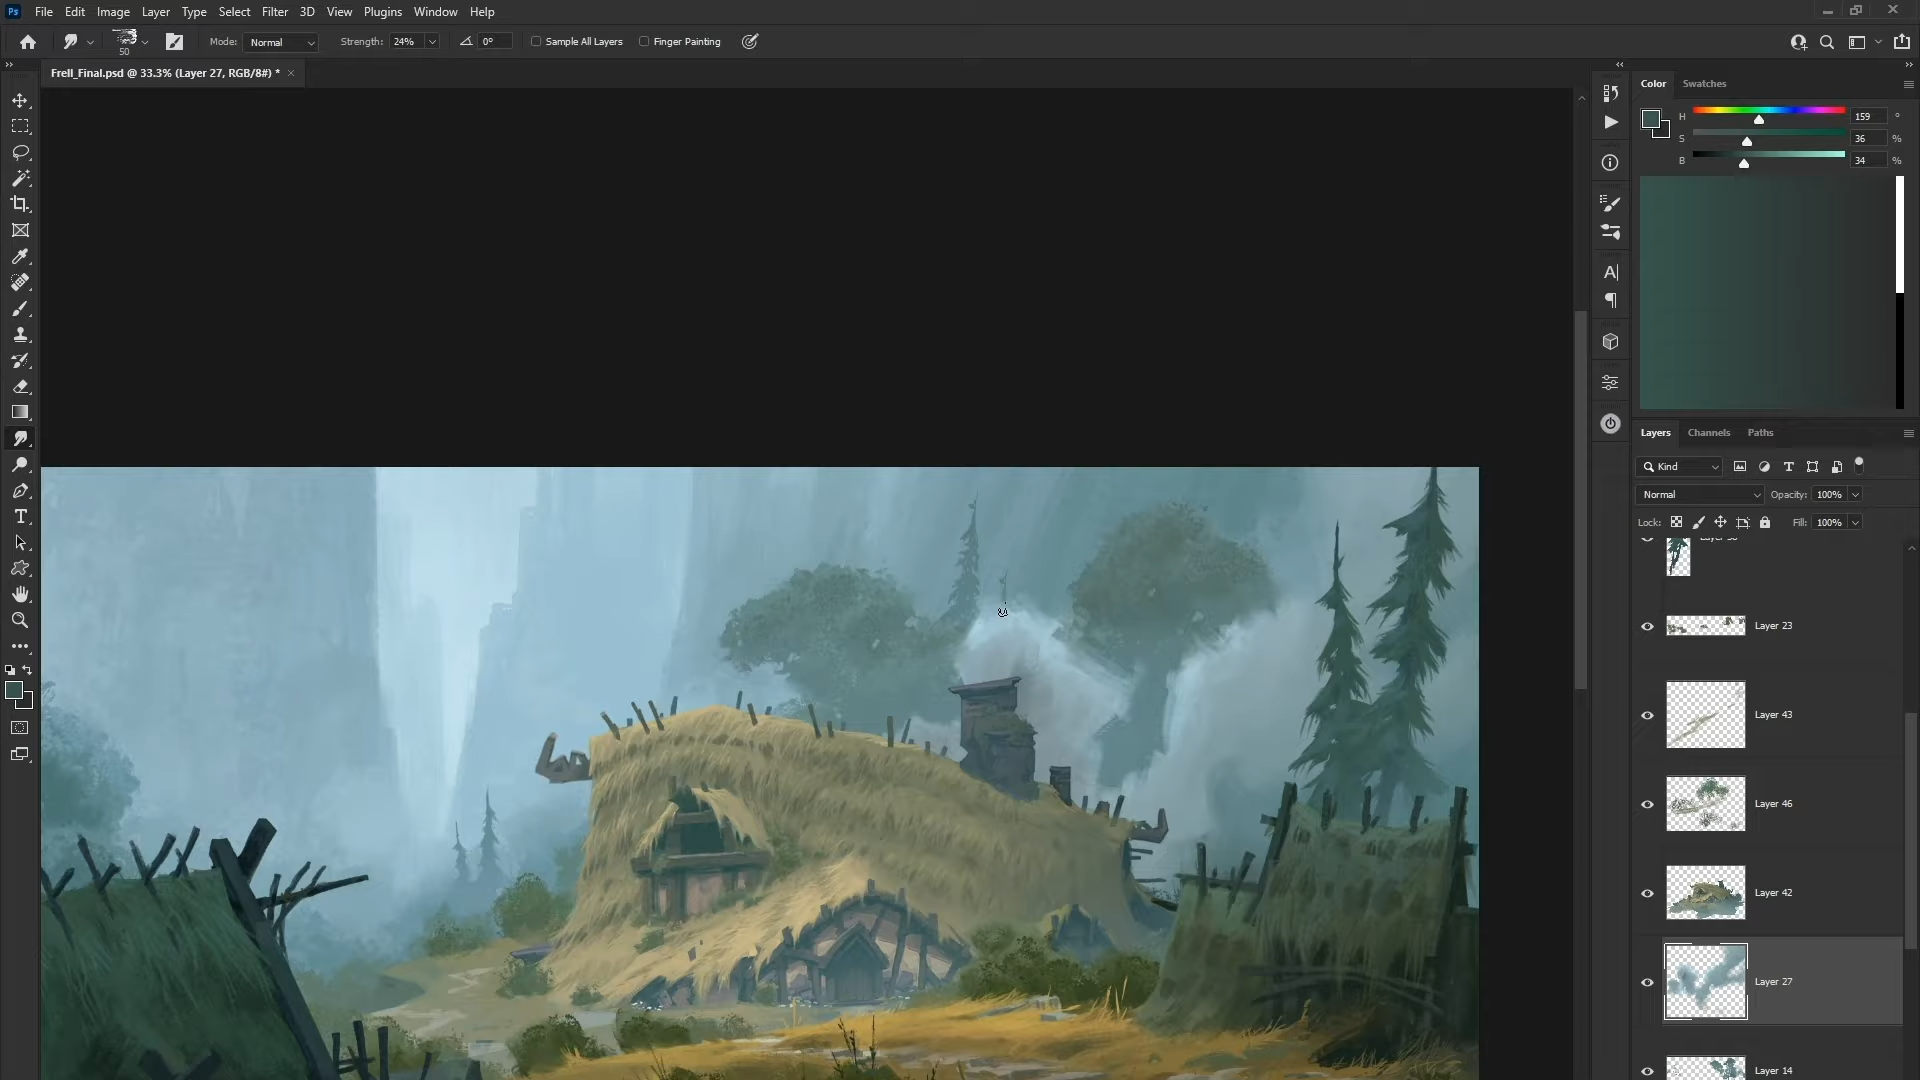 Ps File Edit Image Layer Type Select Filter 3D View Plugins Window Help
50 Mode: Normal Strength: 24% 0° Sample All Layers Finger Painting
Frell_Final.psd @ 33.3% (Layer 27, RGB/8#) * ×
Color Swatches
H 159 °
S 36 %
B 34 %
Layers Channels Paths
Kind
Normal Opacity: 100%
Lock: Fill: 100%
Layer 23
Layer 43
Layer 46
Layer 42
Layer 27
Layer 14